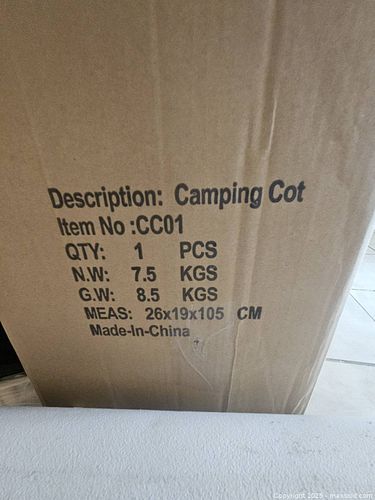 Description: Camping Cot
Item No :CC01
QTY: 1 PCS
N.W: 7.5 KGS
G.W: 8.5 KGS
MEAS: 26x19x105 CM
Made-In-China
Copyright 2025 - maxsold.com